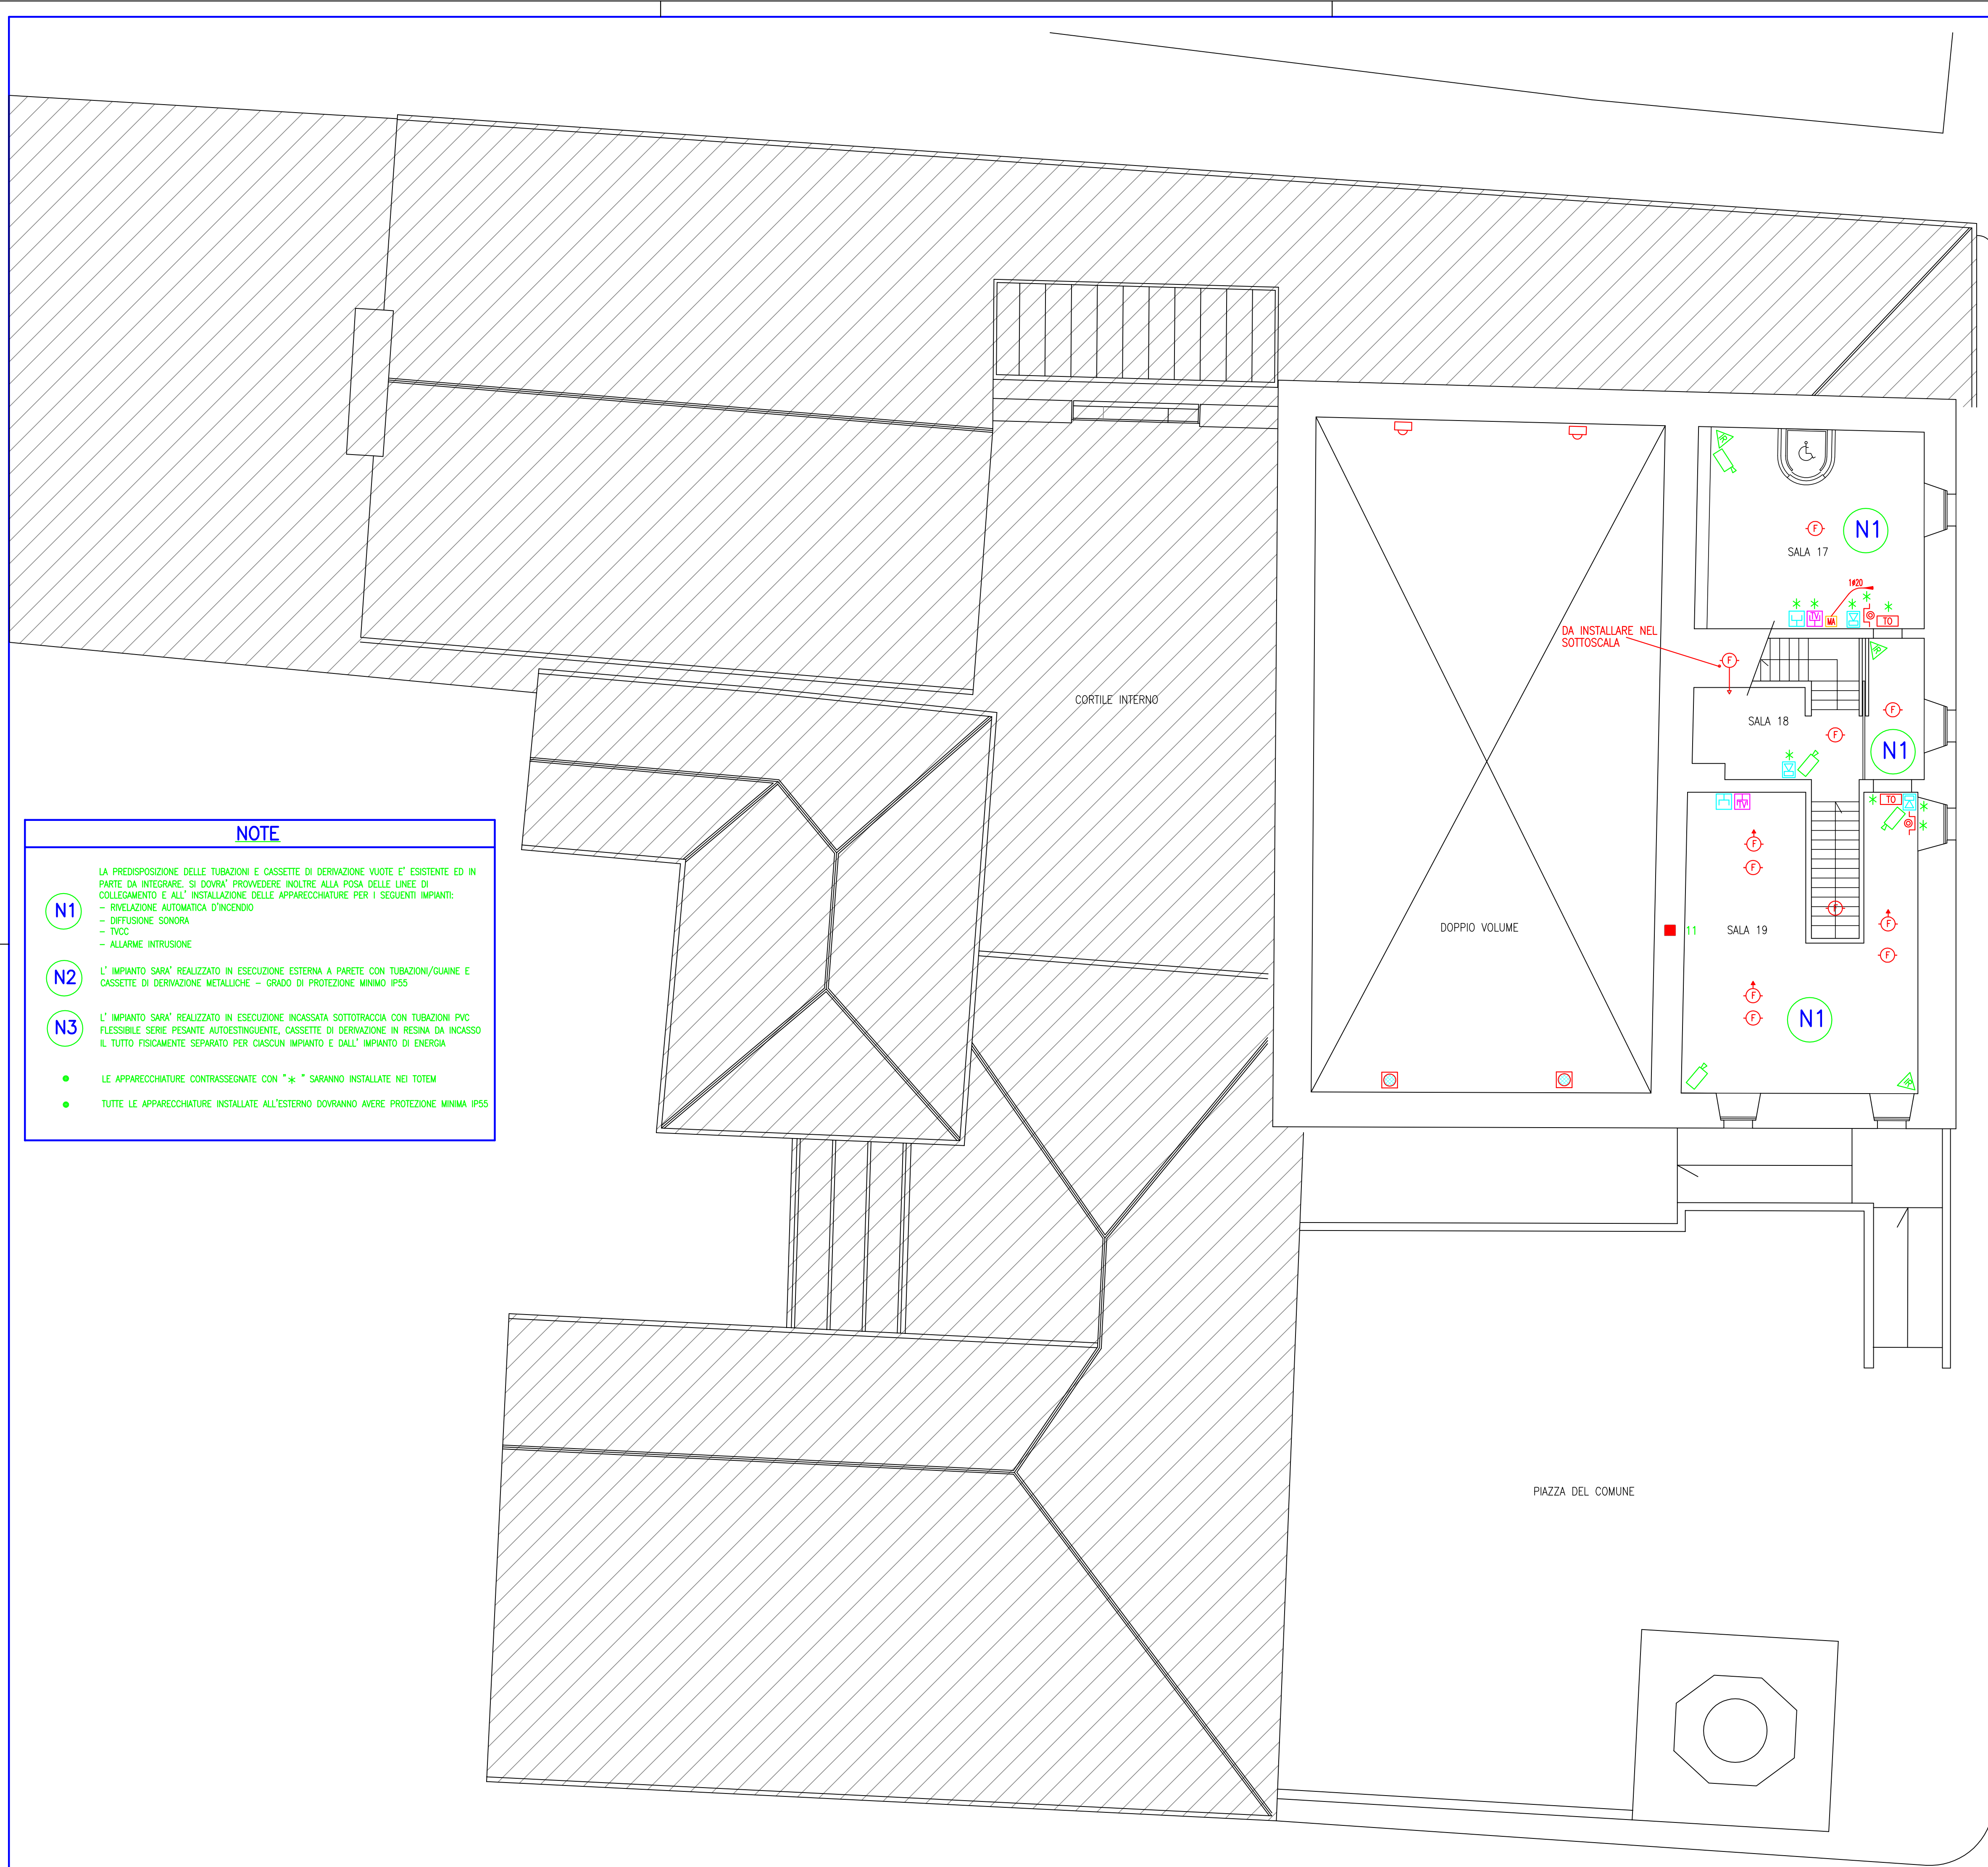 SALA 17
N1
F
1ø20
TV
MA
TO
DA INSTALLARE NEL
SOTTOSCALA
F
F
SALA 18
F
N1
CORTILE INTERNO
TV
TO
F
F
F
F
F
DOPPIO VOLUME
11
SALA 19
F
F
N1
NOTE
N1
LA PREDISPOSIZIONE DELLE TUBAZIONI E CASSETTE DI DERIVAZIONE VUOTE E' ESISTENTE ED IN
PARTE DA INTEGRARE. SI DOVRA' PROVVEDERE INOLTRE ALLA POSA DELLE LINEE DI
COLLEGAMENTO E ALL' INSTALLAZIONE DELLE APPARECCHIATURE PER I SEGUENTI IMPIANTI:
– RIVELAZIONE AUTOMATICA D'INCENDIO
– DIFFUSIONE SONORA
– TVCC
– ALLARME INTRUSIONE
N2
L' IMPIANTO SARA' REALIZZATO IN ESECUZIONE ESTERNA A PARETE CON TUBAZIONI/GUAINE E
CASSETTE DI DERIVAZIONE METALLICHE – GRADO DI PROTEZIONE MINIMO IP55
N3
L' IMPIANTO SARA' REALIZZATO IN ESECUZIONE INCASSATA SOTTOTRACCIA CON TUBAZIONI PVC
FLESSIBILE SERIE PESANTE AUTOESTINGUENTE, CASSETTE DI DERIVAZIONE IN RESINA DA INCASSO
IL TUTTO FISICAMENTE SEPARATO PER CIASCUN IMPIANTO E DALL' IMPIANTO DI ENERGIA
● LE APPARECCHIATURE CONTRASSEGNATE CON "* " SARANNO INSTALLATE NEI TOTEM
● TUTTE LE APPARECCHIATURE INSTALLATE ALL'ESTERNO DOVRANNO AVERE PROTEZIONE MINIMA IP55
PIAZZA DEL COMUNE